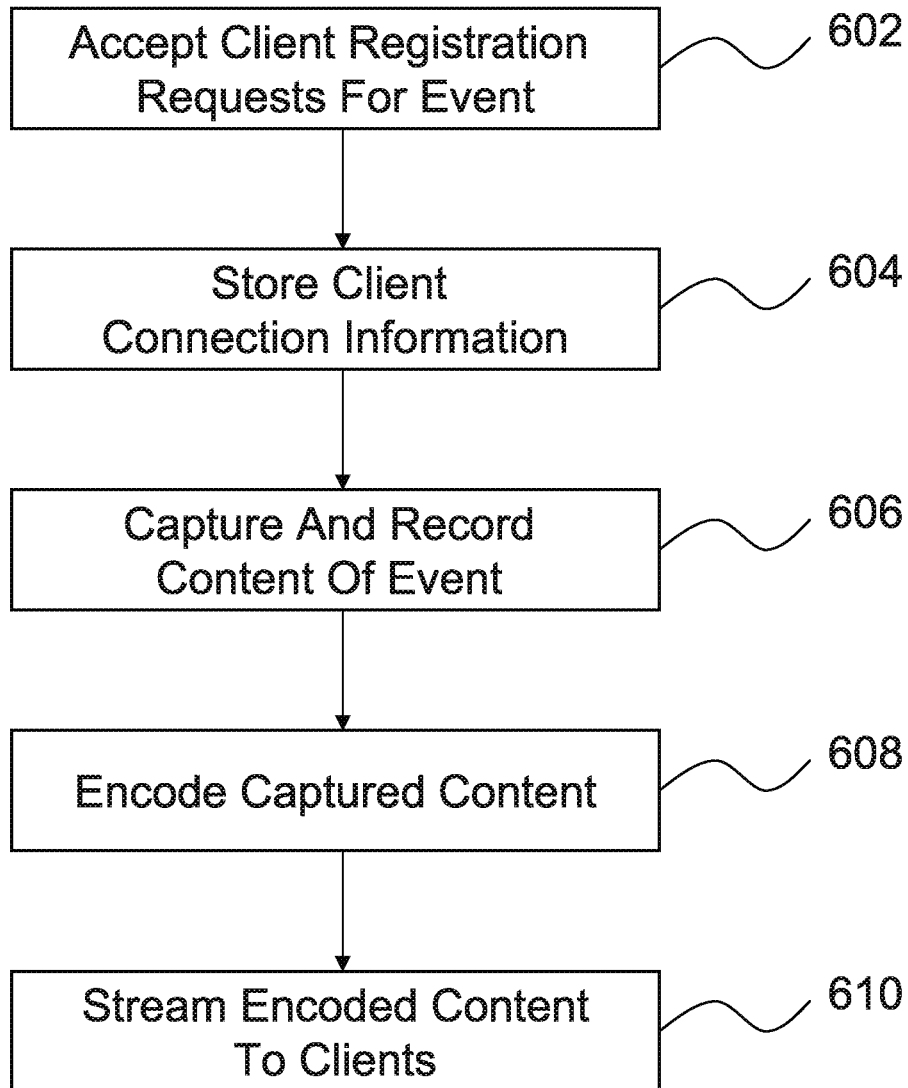 Accept Client Registration
Requests For Event
602
Store Client
Connection Information
604
Capture And Record
Content Of Event
606
Encode Captured Content
608
Stream Encoded Content
To Clients
610